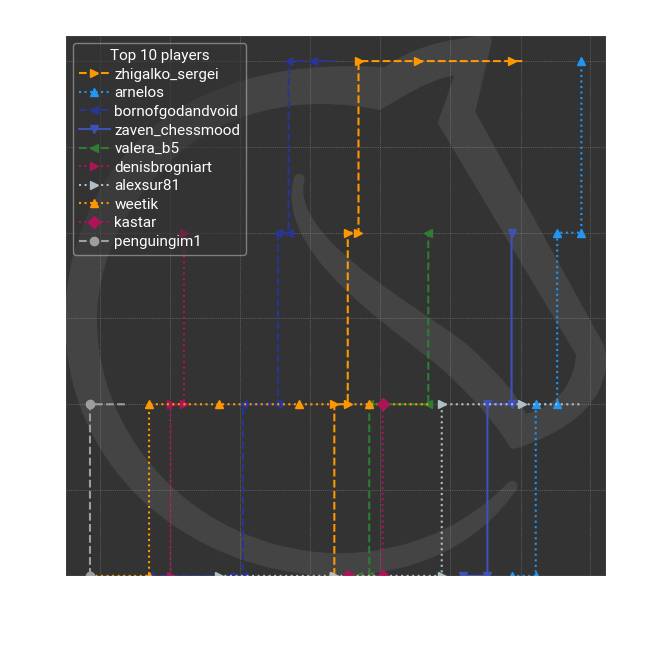 Top 10 players
zhigalko_sergei
arnelos
bornofgodandvoid
zaven_chessmood
valera_b5
denisbrogniart
alexsur81
weetik
kastar
penguingim1